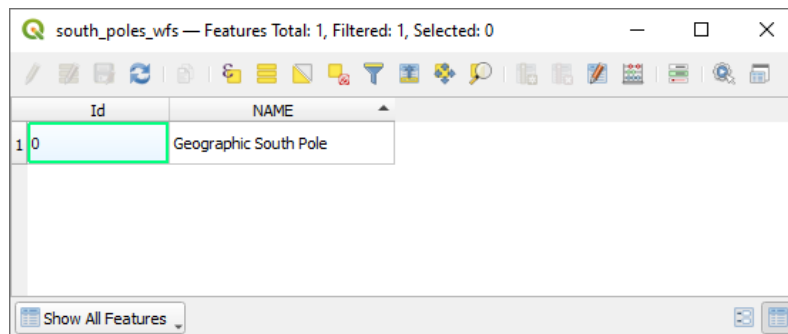 south_poles_wfs — Features Total: 1, Filtered: 1, Selected: 0
Id NAME
1 0 Geographic South Pole
Show All Features